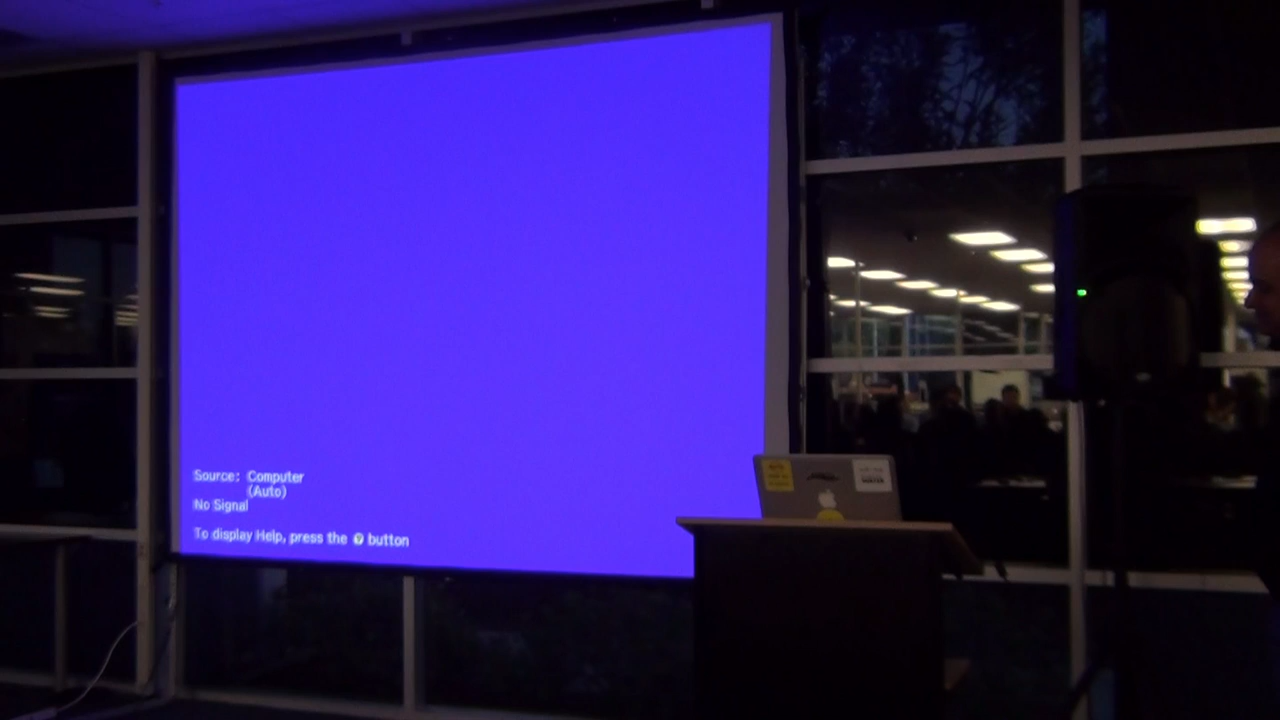 Source: Computer
(Auto)
No Signal
To display Help, press the ? button